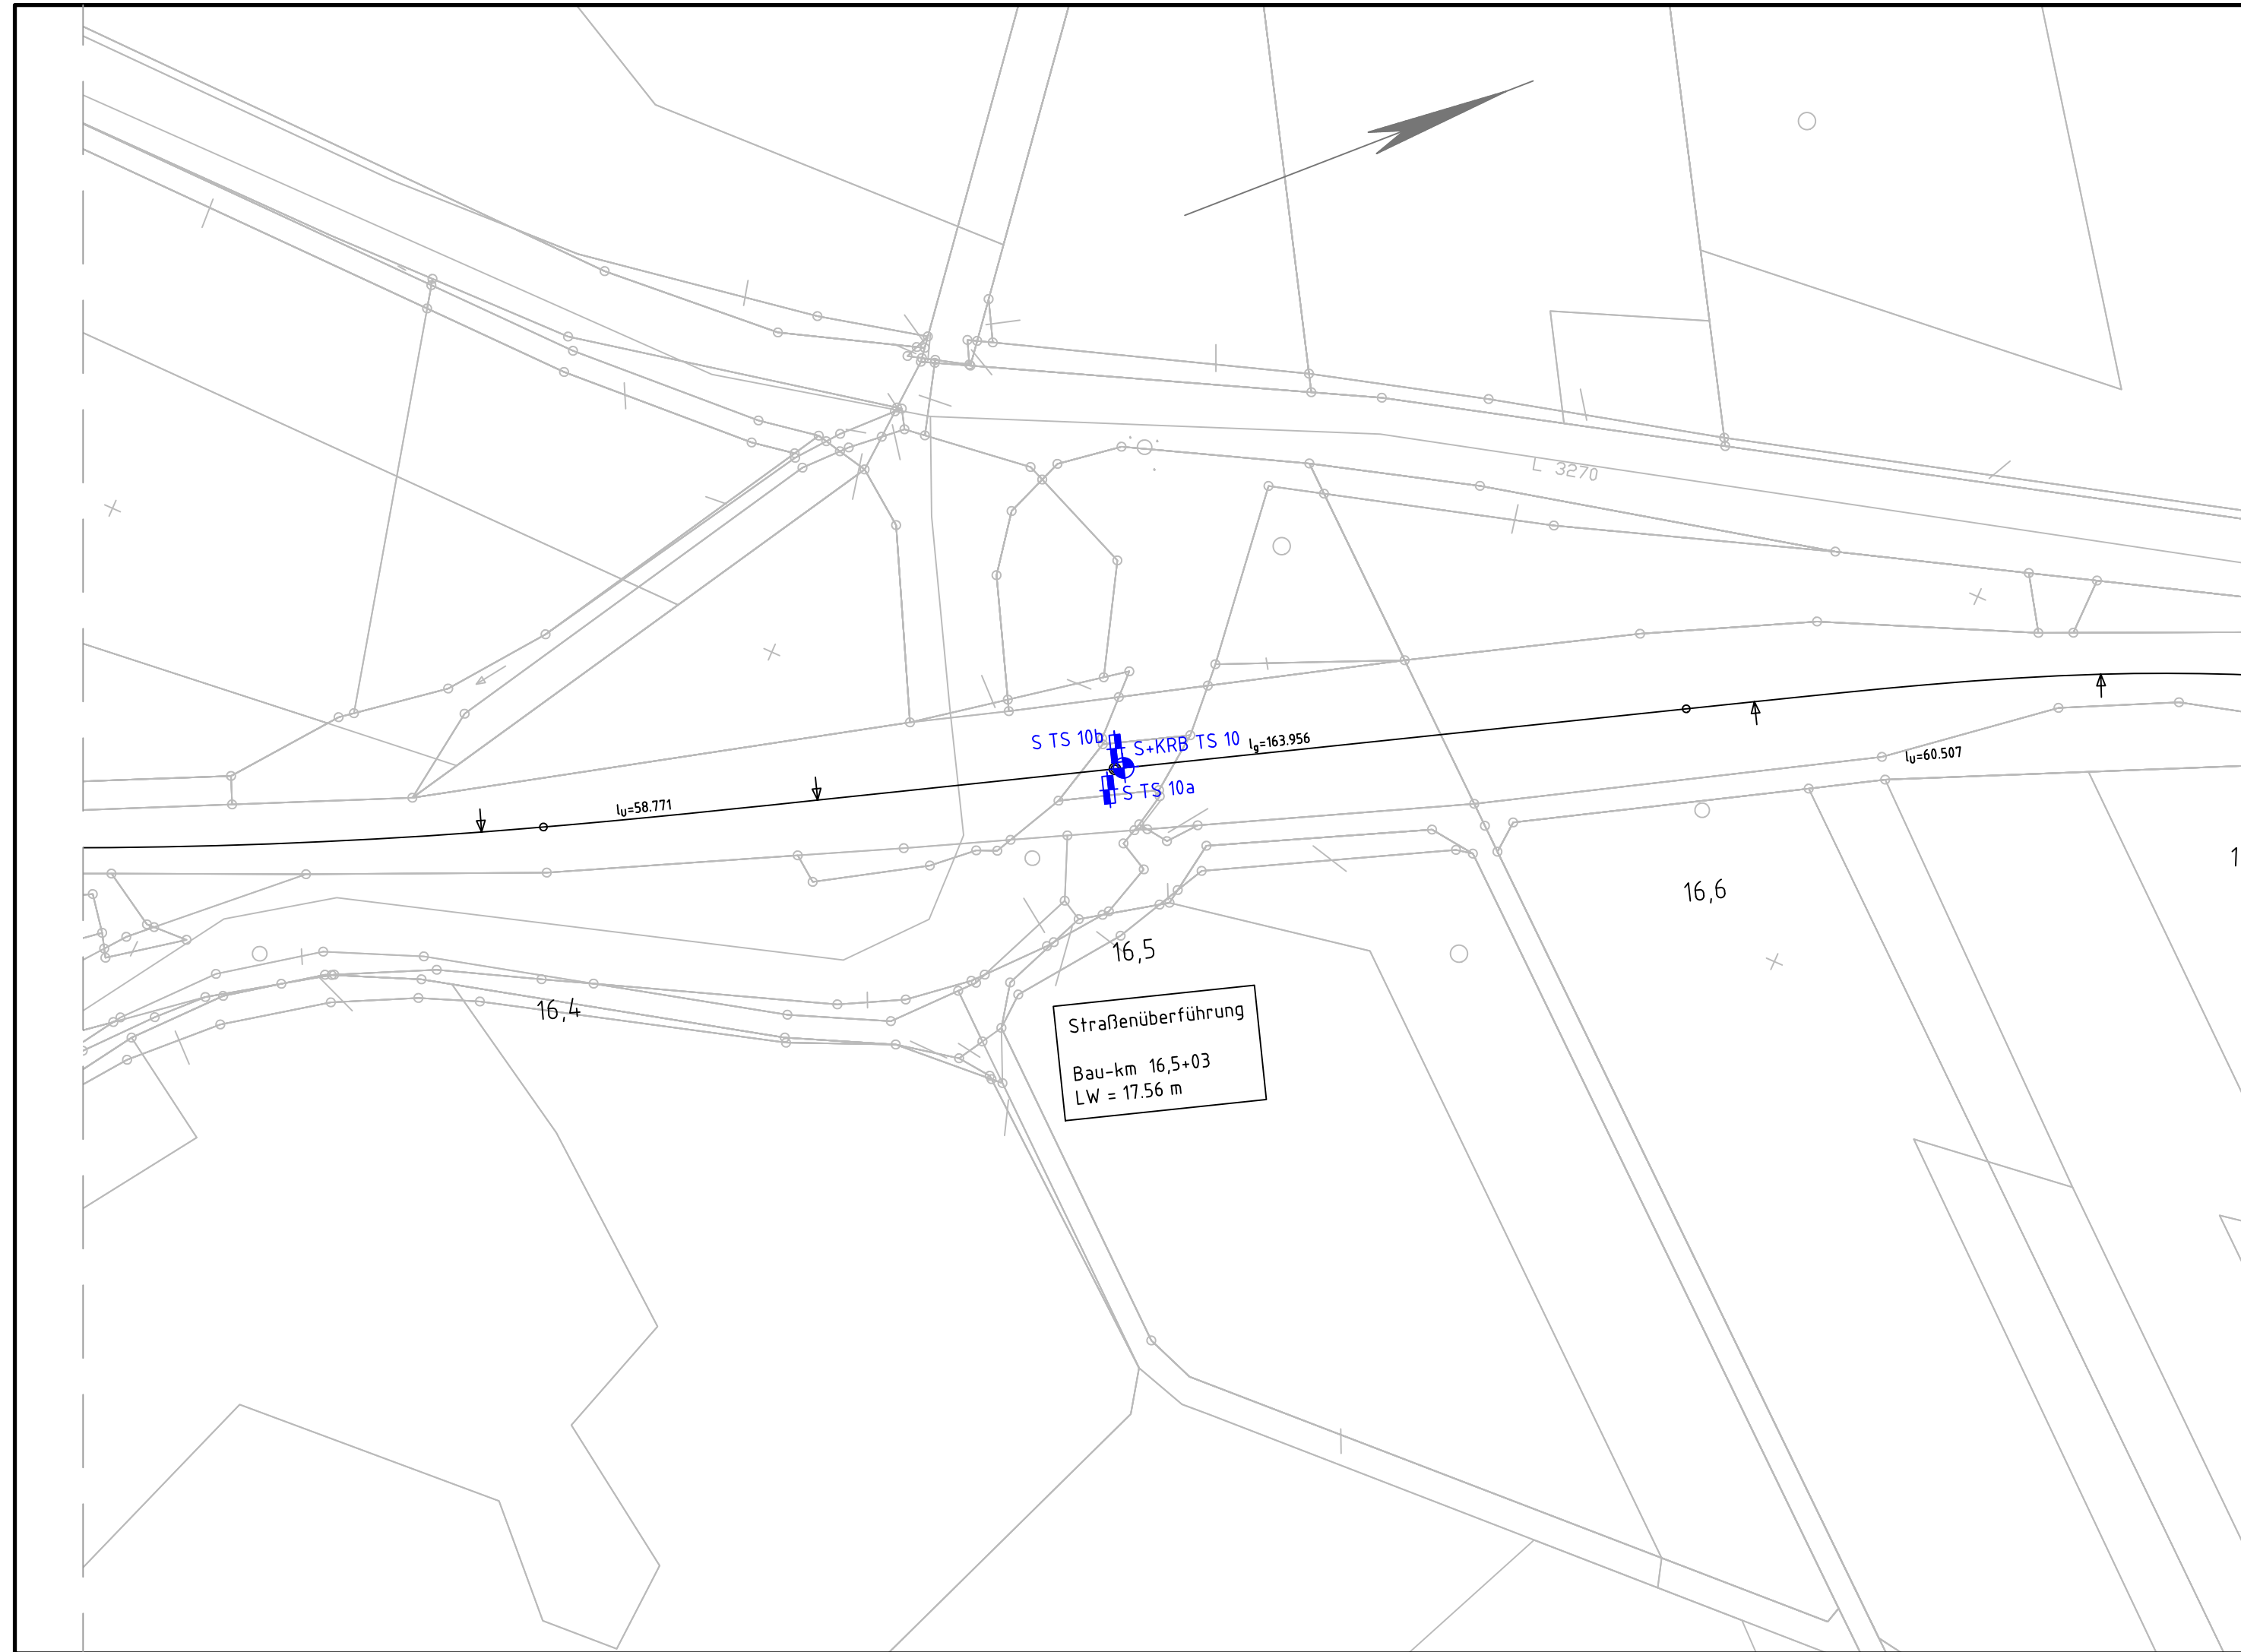 L 3270
S TS 10b
S+KRB TS 10
lg=163.956
S TS 10a
lU=60.507
lU=58.771
16,6
1
16,5
16,4
Straßenüberführung
Bau-km 16,5+03
LW = 17.56 m